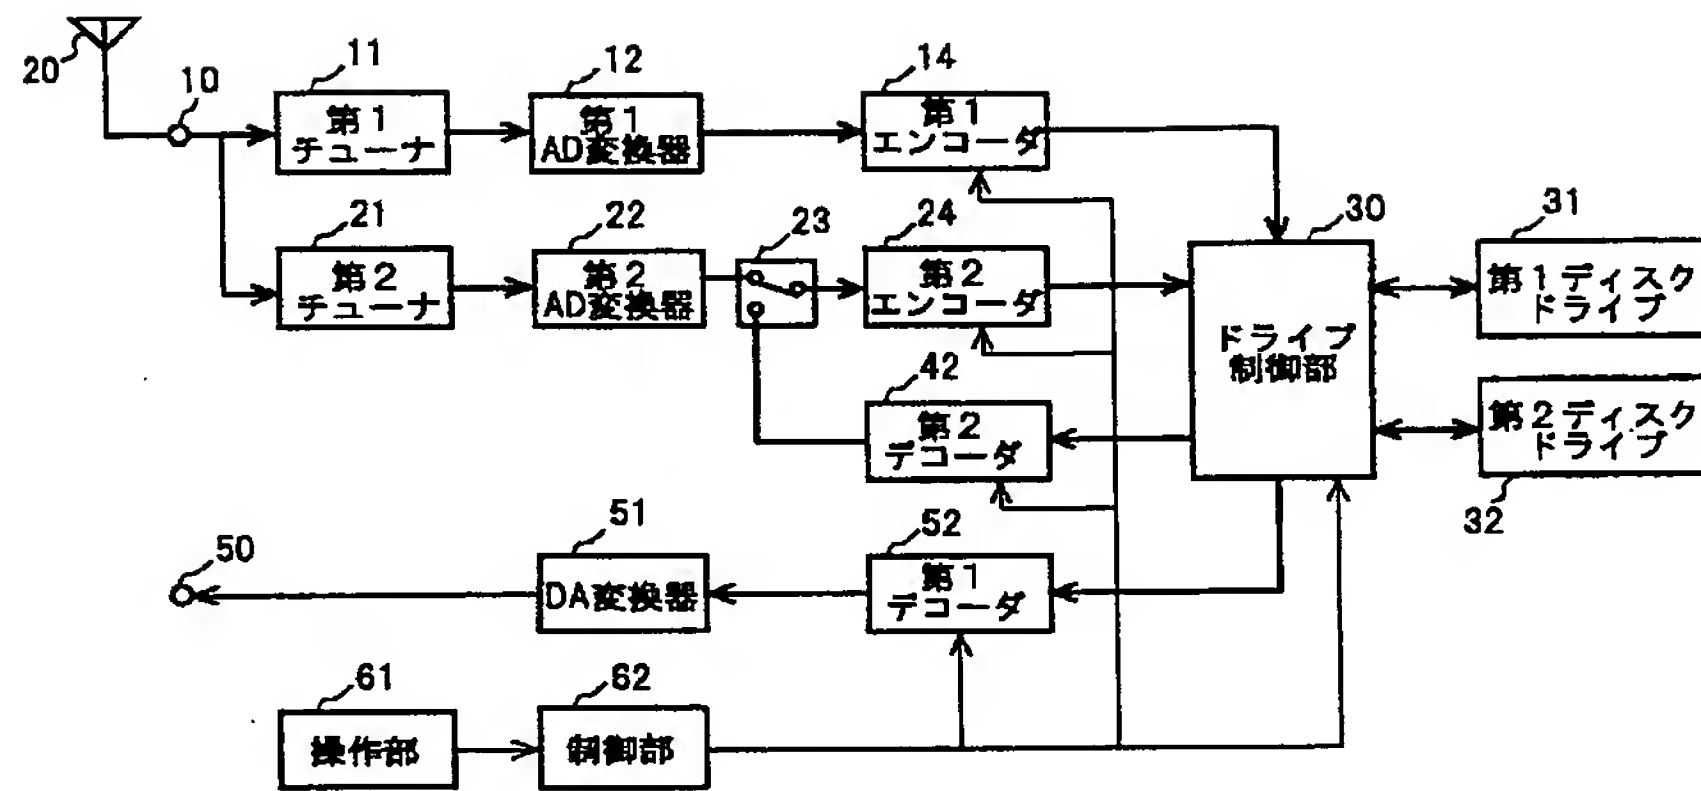 20
10
11
第1
チューナ
12
第1
AD変換器
14
第1
エンコーダ
21
第2
チューナ
22
第2
AD変換器
23
24
第2
エンコーダ
30
ドライブ
制御部
31
第1ディスク
ドライブ
第2ディスク
ドライブ
32
42
第2
デコーダ
50
51
DA変換器
52
第1
デコーダ
61
操作部
62
制御部